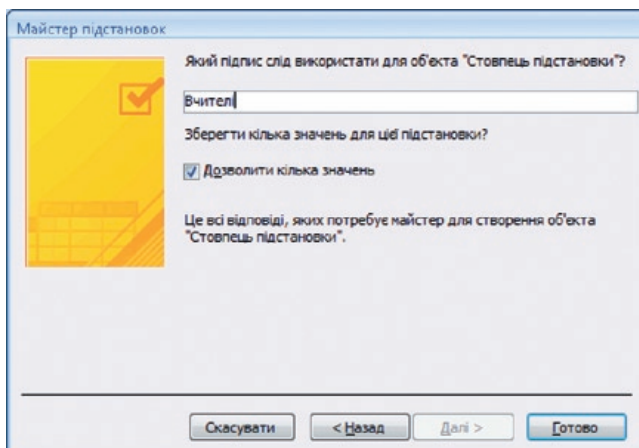 Майстер підстановок
Який підпис слід використати для об'єкта "Стовпець підстановки"?
Вчителі
Зберегти кілька значень для цієї підстановки?
Дозволити кілька значень
Це всі відповіді, яких потребує майстер для створення об'єкта
"Стовпець підстановки".
Скасувати < Назад Далі > Готово